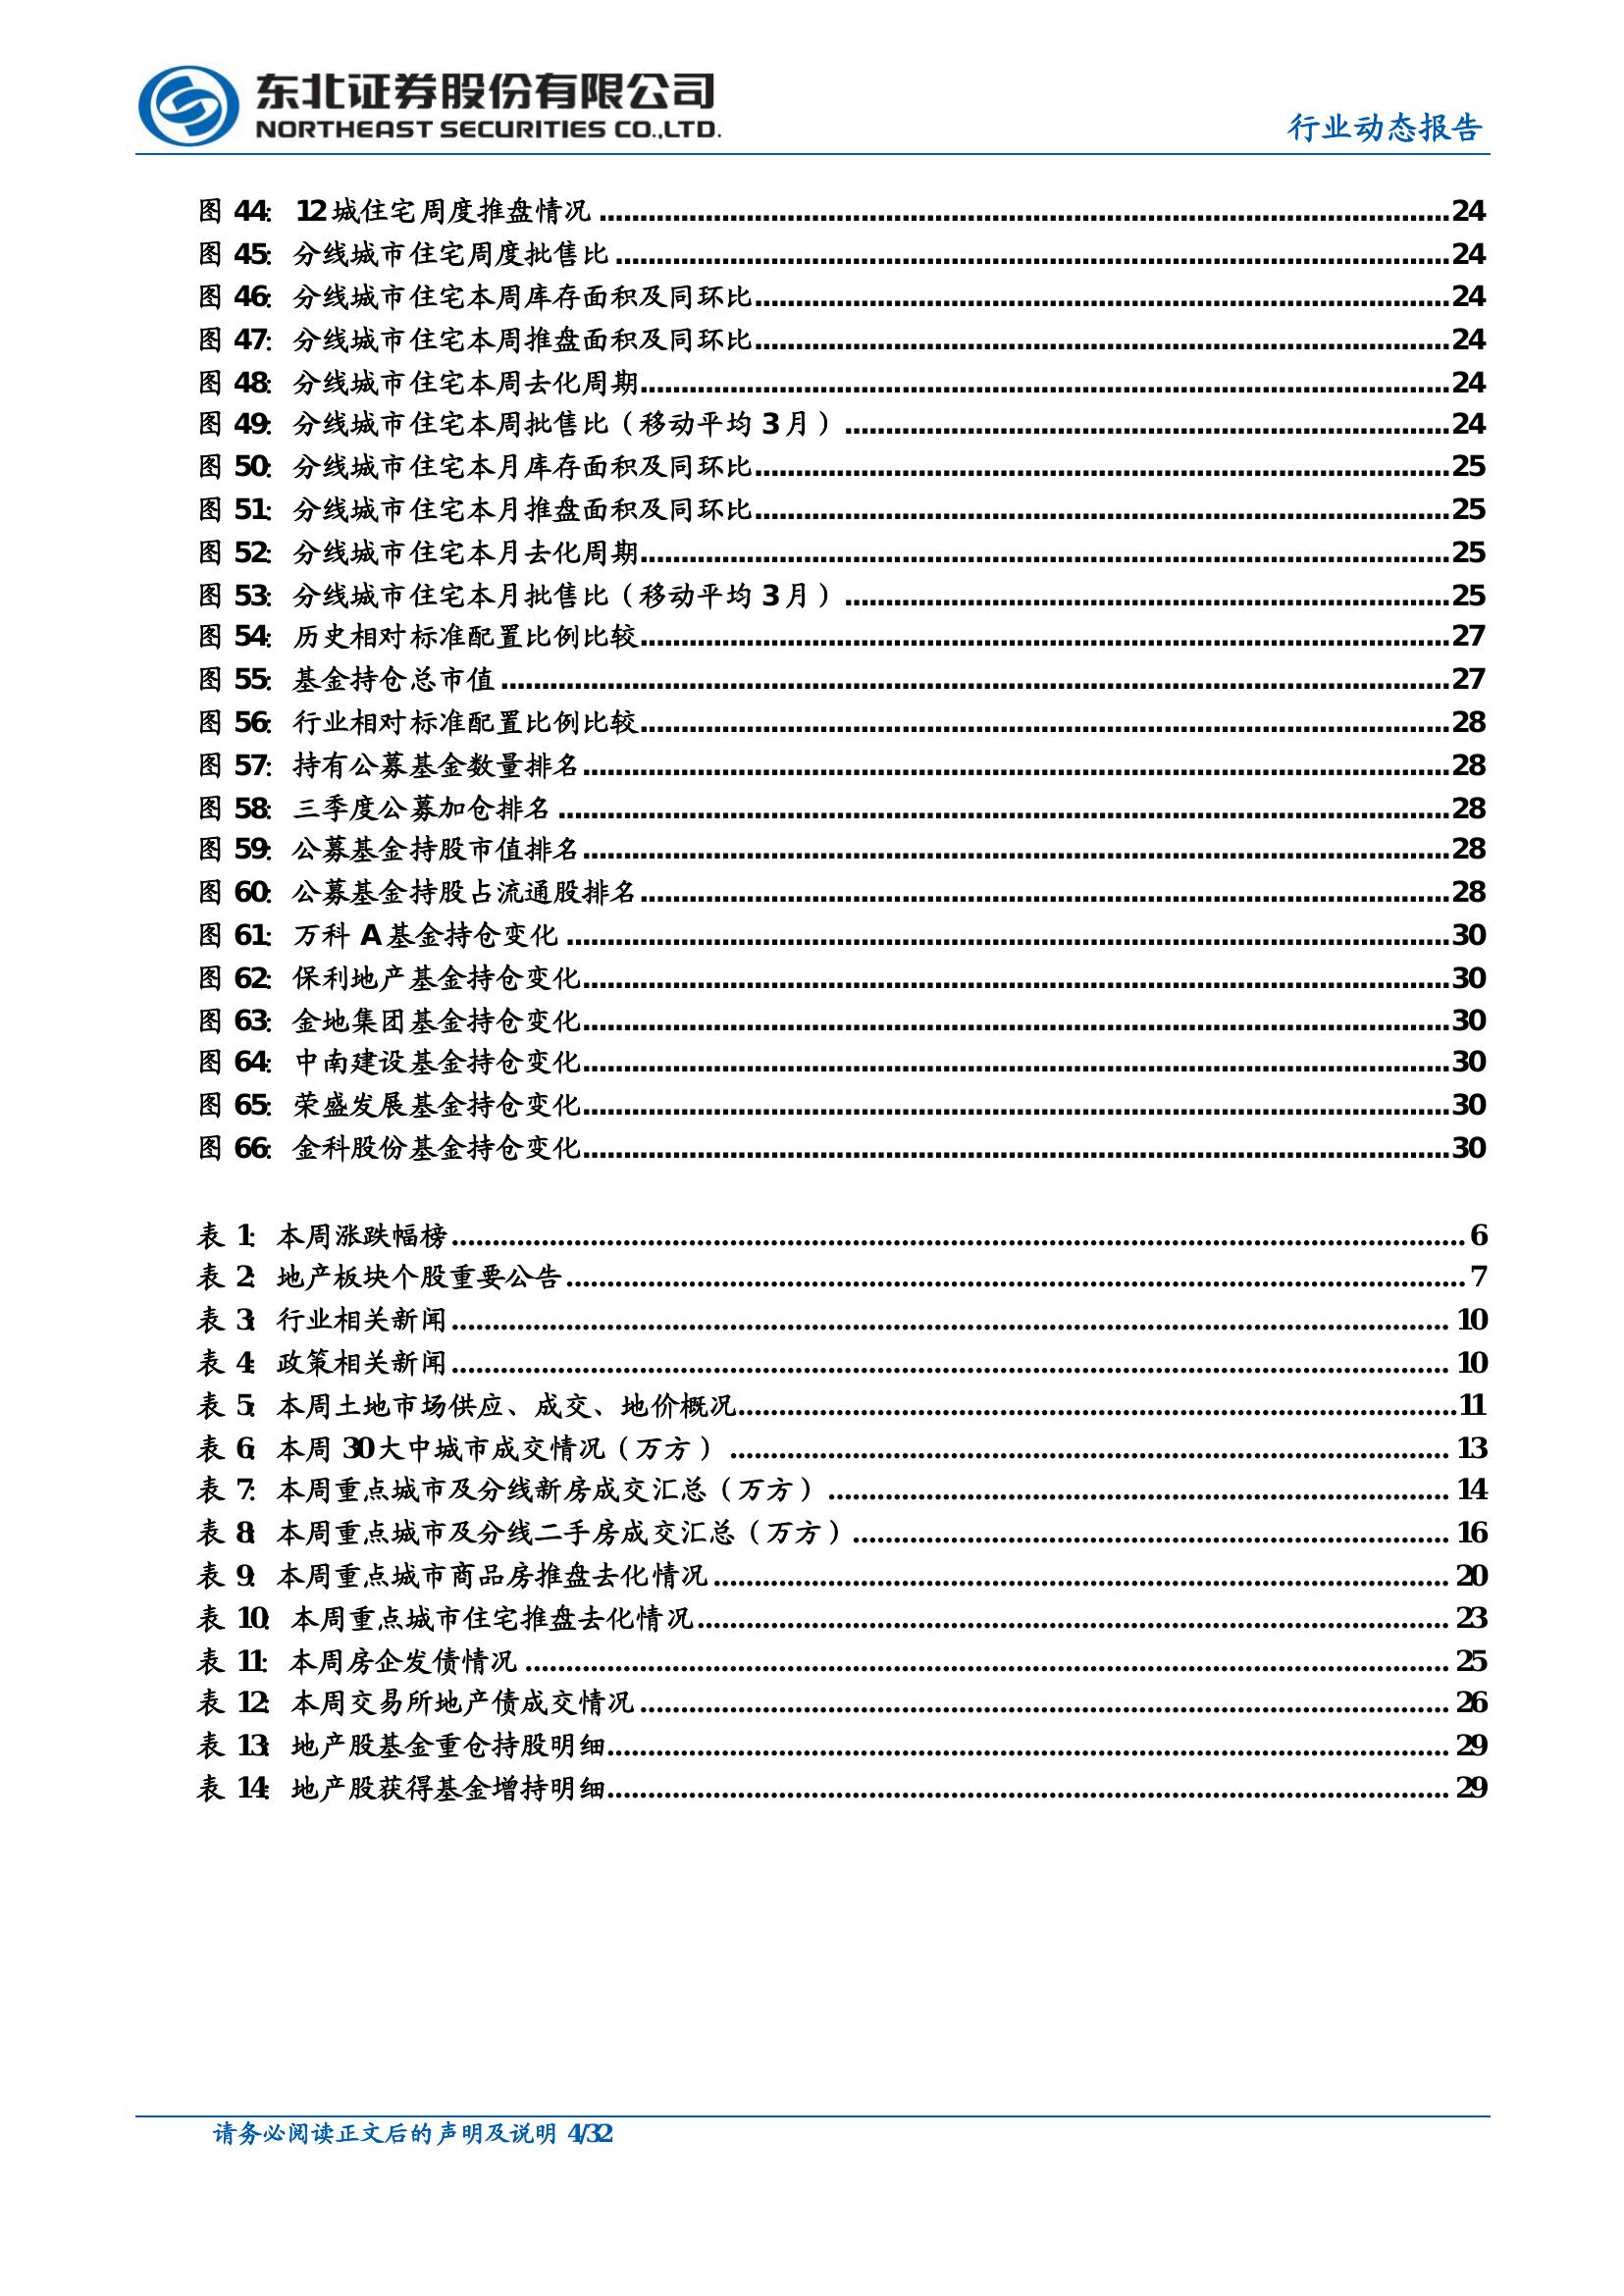 东北证券股份有限公司
NORTHEAST SECURITIES CO.,LTD.
行业动态报告
图 44: 12城住宅周度推盘情况 ........ 24
图 45: 分线城市住宅周度批售比 ........ 24
图 46: 分线城市住宅本周库存面积及同环比 ........ 24
图 47: 分线城市住宅本周推盘面积及同环比 ........ 24
图 48: 分线城市住宅本周去化周期 ........ 24
图 49: 分线城市住宅本周批售比（移动平均 3月） ........ 24
图 50: 分线城市住宅本月库存面积及同环比 ........ 25
图 51: 分线城市住宅本月推盘面积及同环比 ........ 25
图 52: 分线城市住宅本月去化周期 ........ 25
图 53: 分线城市住宅本月批售比（移动平均 3月） ........ 25
图 54: 历史相对标准配置比例比较 ........ 27
图 55: 基金持仓总市值 ........ 27
图 56: 行业相对标准配置比例比较 ........ 28
图 57: 持有公募基金数量排名 ........ 28
图 58: 三季度公募加仓排名 ........ 28
图 59: 公募基金持股市值排名 ........ 28
图 60: 公募基金持股占流通股排名 ........ 28
图 61: 万科 A基金持仓变化 ........ 30
图 62: 保利地产基金持仓变化 ........ 30
图 63: 金地集团基金持仓变化 ........ 30
图 64: 中南建设基金持仓变化 ........ 30
图 65: 荣盛发展基金持仓变化 ........ 30
图 66: 金科股份基金持仓变化 ........ 30
表 1: 本周涨跌幅榜 ........ 6
表 2: 地产板块个股重要公告 ........ 7
表 3: 行业相关新闻 ........ 10
表 4: 政策相关新闻 ........ 10
表 5: 本周土地市场供应、成交、地价概况 ........ 11
表 6: 本周 30大中城市成交情况（万方） ........ 13
表 7: 本周重点城市及分线新房成交汇总（万方） ........ 14
表 8: 本周重点城市及分线二手房成交汇总（万方） ........ 16
表 9: 本周重点城市商品房推盘去化情况 ........ 20
表 10: 本周重点城市住宅推盘去化情况 ........ 23
表 11: 本周房企发债情况 ........ 25
表 12: 本周交易所地产债成交情况 ........ 26
表 13: 地产股基金重仓持股明细 ........ 29
表 14: 地产股获得基金增持明细 ........ 29
请务必阅读正文后的声明及说明 4/32